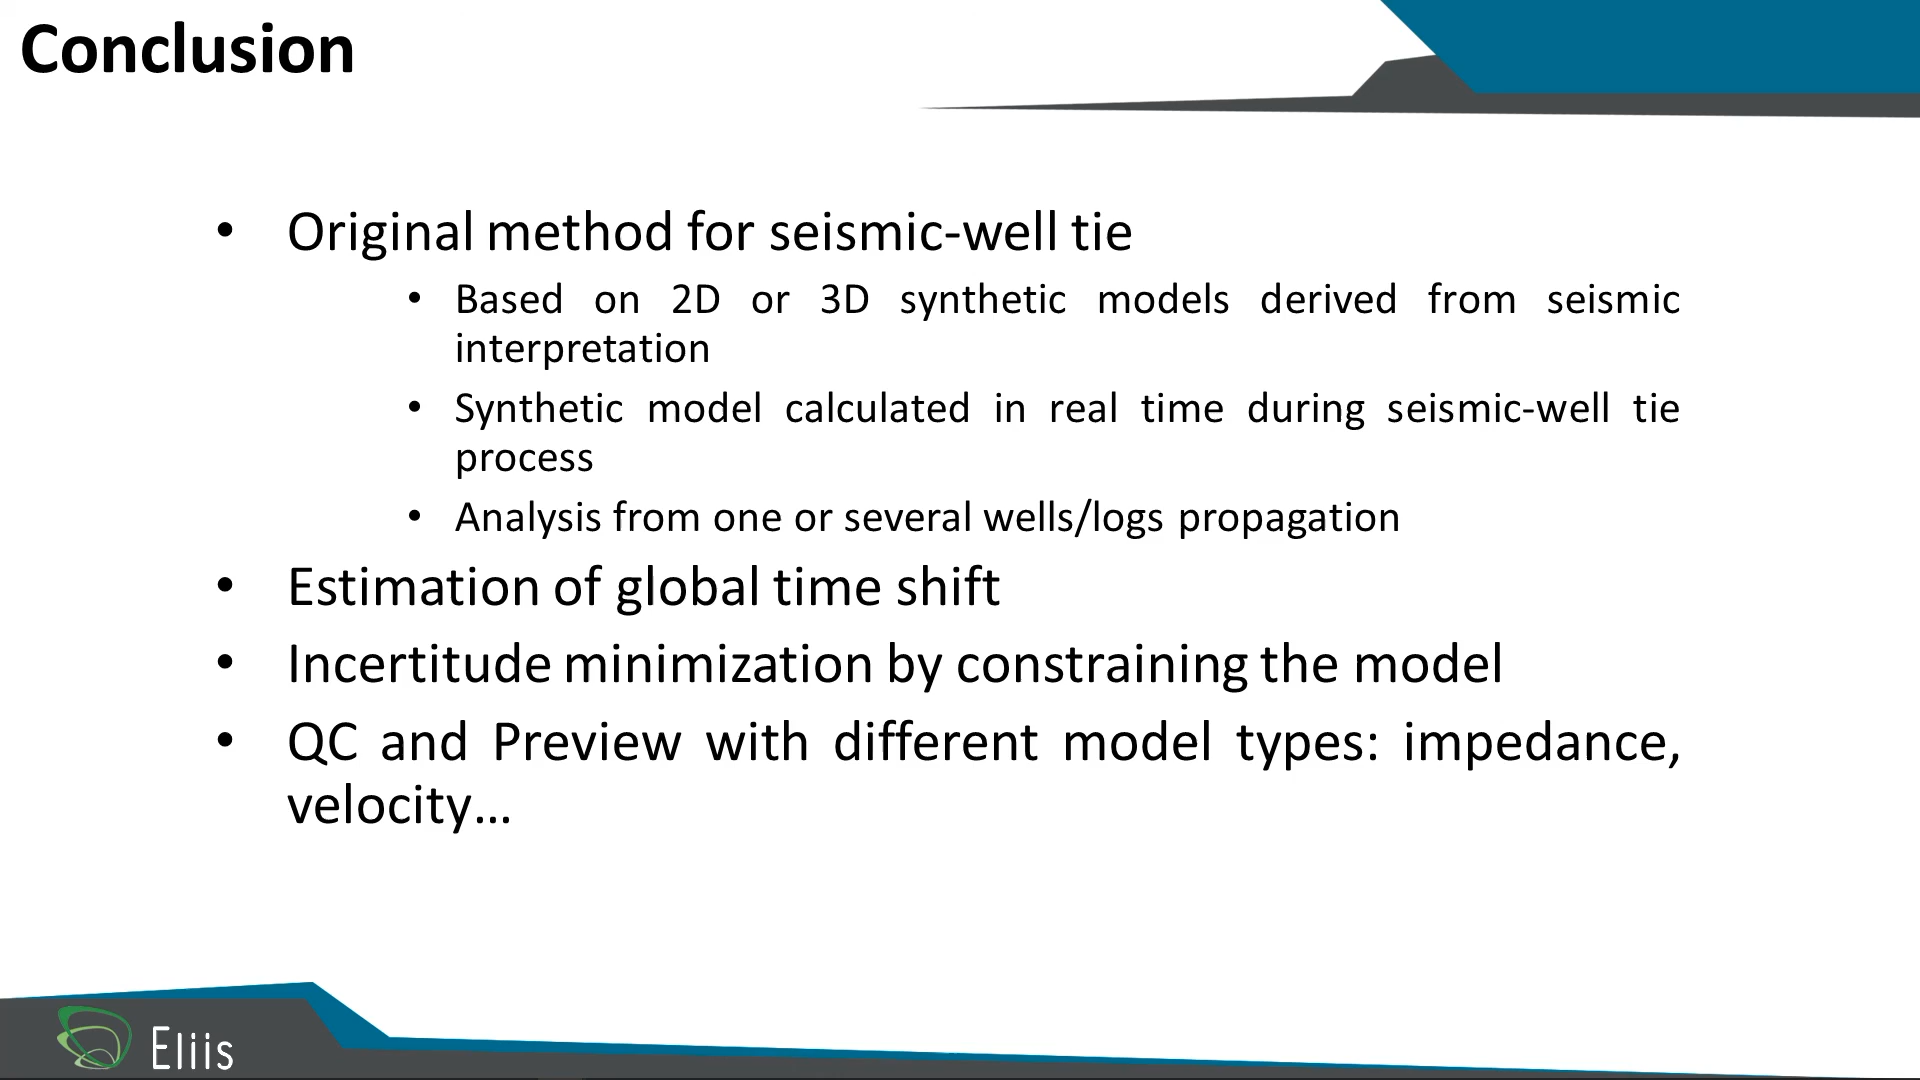 Conclusion
• Original method for seismic-well tie
• Based on 2D or 3D synthetic models derived from seismic
interpretation
• Synthetic model calculated in real time during seismic-well tie
process
• Analysis from one or several wells/logs propagation
• Estimation of global time shift
• Incertitude minimization by constraining the model
• QC and Preview with different model types: impedance,
velocity...
Eliis